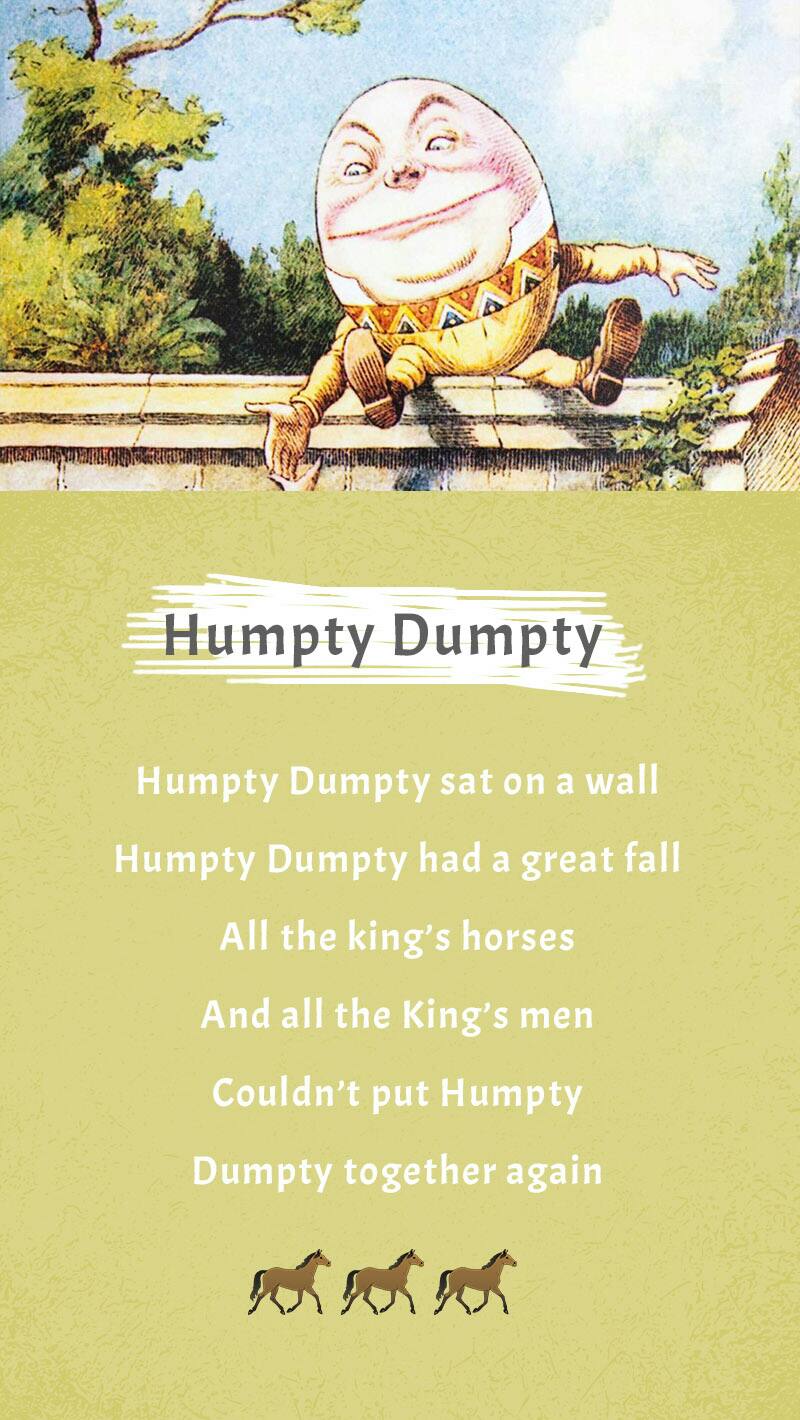 Humpty Dumpty
Humpty Dumpty sat on a wall
Humpty Dumpty had a great fall
All the king’s horses
And all the King’s men
Couldn’t put Humpty
Dumpty together again